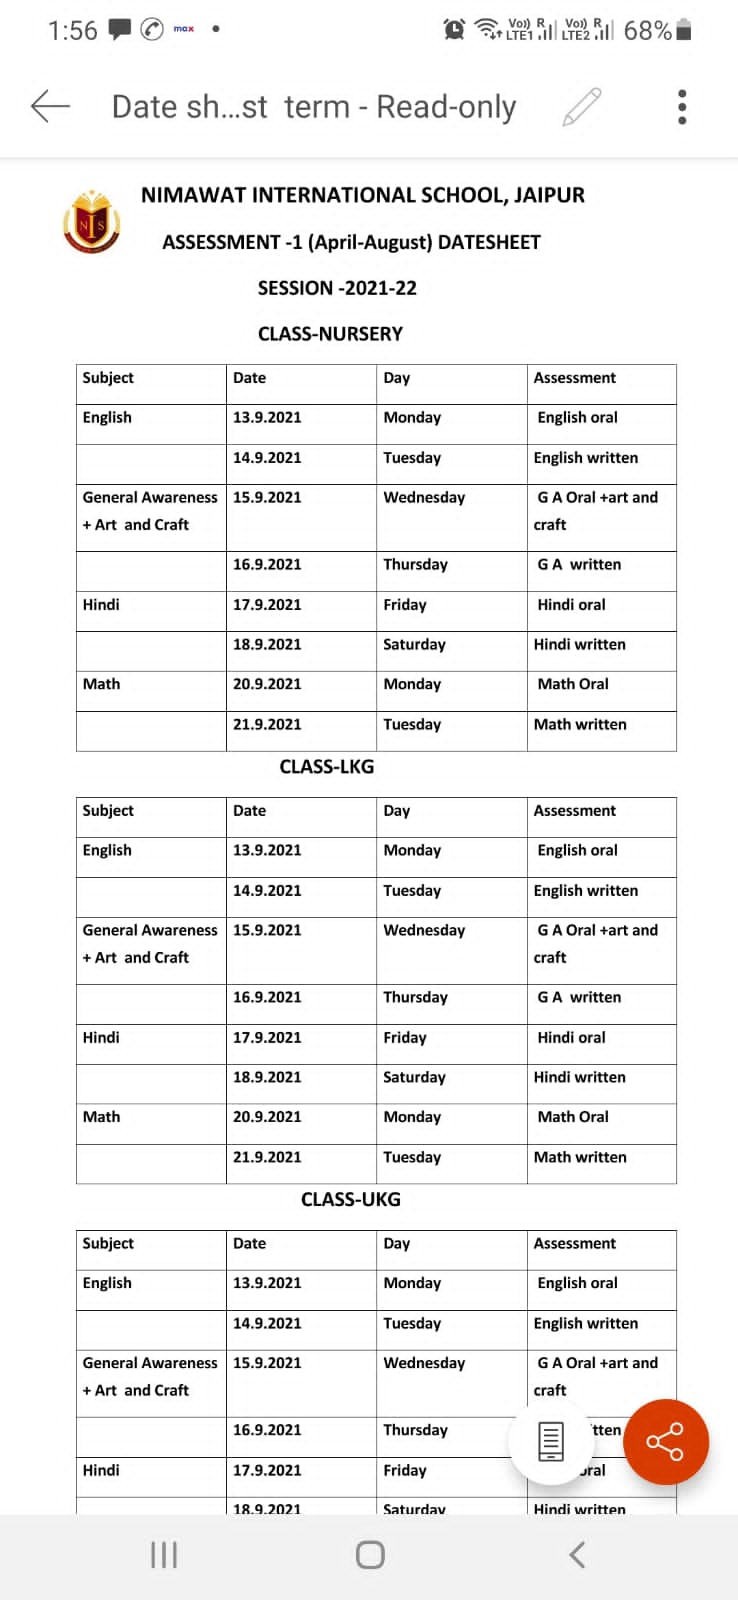 1:56 max VoI) R VoI) R 68%
LTE1 LTE2
Date sh...st term - Read-only
NIMAWAT INTERNATIONAL SCHOOL, JAIPUR
NIS
ASSESSMENT -1 (April-August) DATESHEET
SESSION -2021-22
CLASS-NURSERY
Subject Date Day Assessment
English 13.9.2021 Monday English oral
14.9.2021 Tuesday English written
General Awareness 15.9.2021 Wednesday G A Oral +art and
+ Art and Craft craft
16.9.2021 Thursday G A written
Hindi 17.9.2021 Friday Hindi oral
18.9.2021 Saturday Hindi written
Math 20.9.2021 Monday Math Oral
21.9.2021 Tuesday Math written
CLASS-LKG
Subject Date Day Assessment
English 13.9.2021 Monday English oral
14.9.2021 Tuesday English written
General Awareness 15.9.2021 Wednesday G A Oral +art and
+ Art and Craft craft
16.9.2021 Thursday G A written
Hindi 17.9.2021 Friday Hindi oral
18.9.2021 Saturday Hindi written
Math 20.9.2021 Monday Math Oral
21.9.2021 Tuesday Math written
CLASS-UKG
Subject Date Day Assessment
English 13.9.2021 Monday English oral
14.9.2021 Tuesday English written
General Awareness 15.9.2021 Wednesday G A Oral +art and
+ Art and Craft craft
16.9.2021 Thursday tten
Hindi 17.9.2021 Friday oral
18.9.2021 Saturday Hindi written